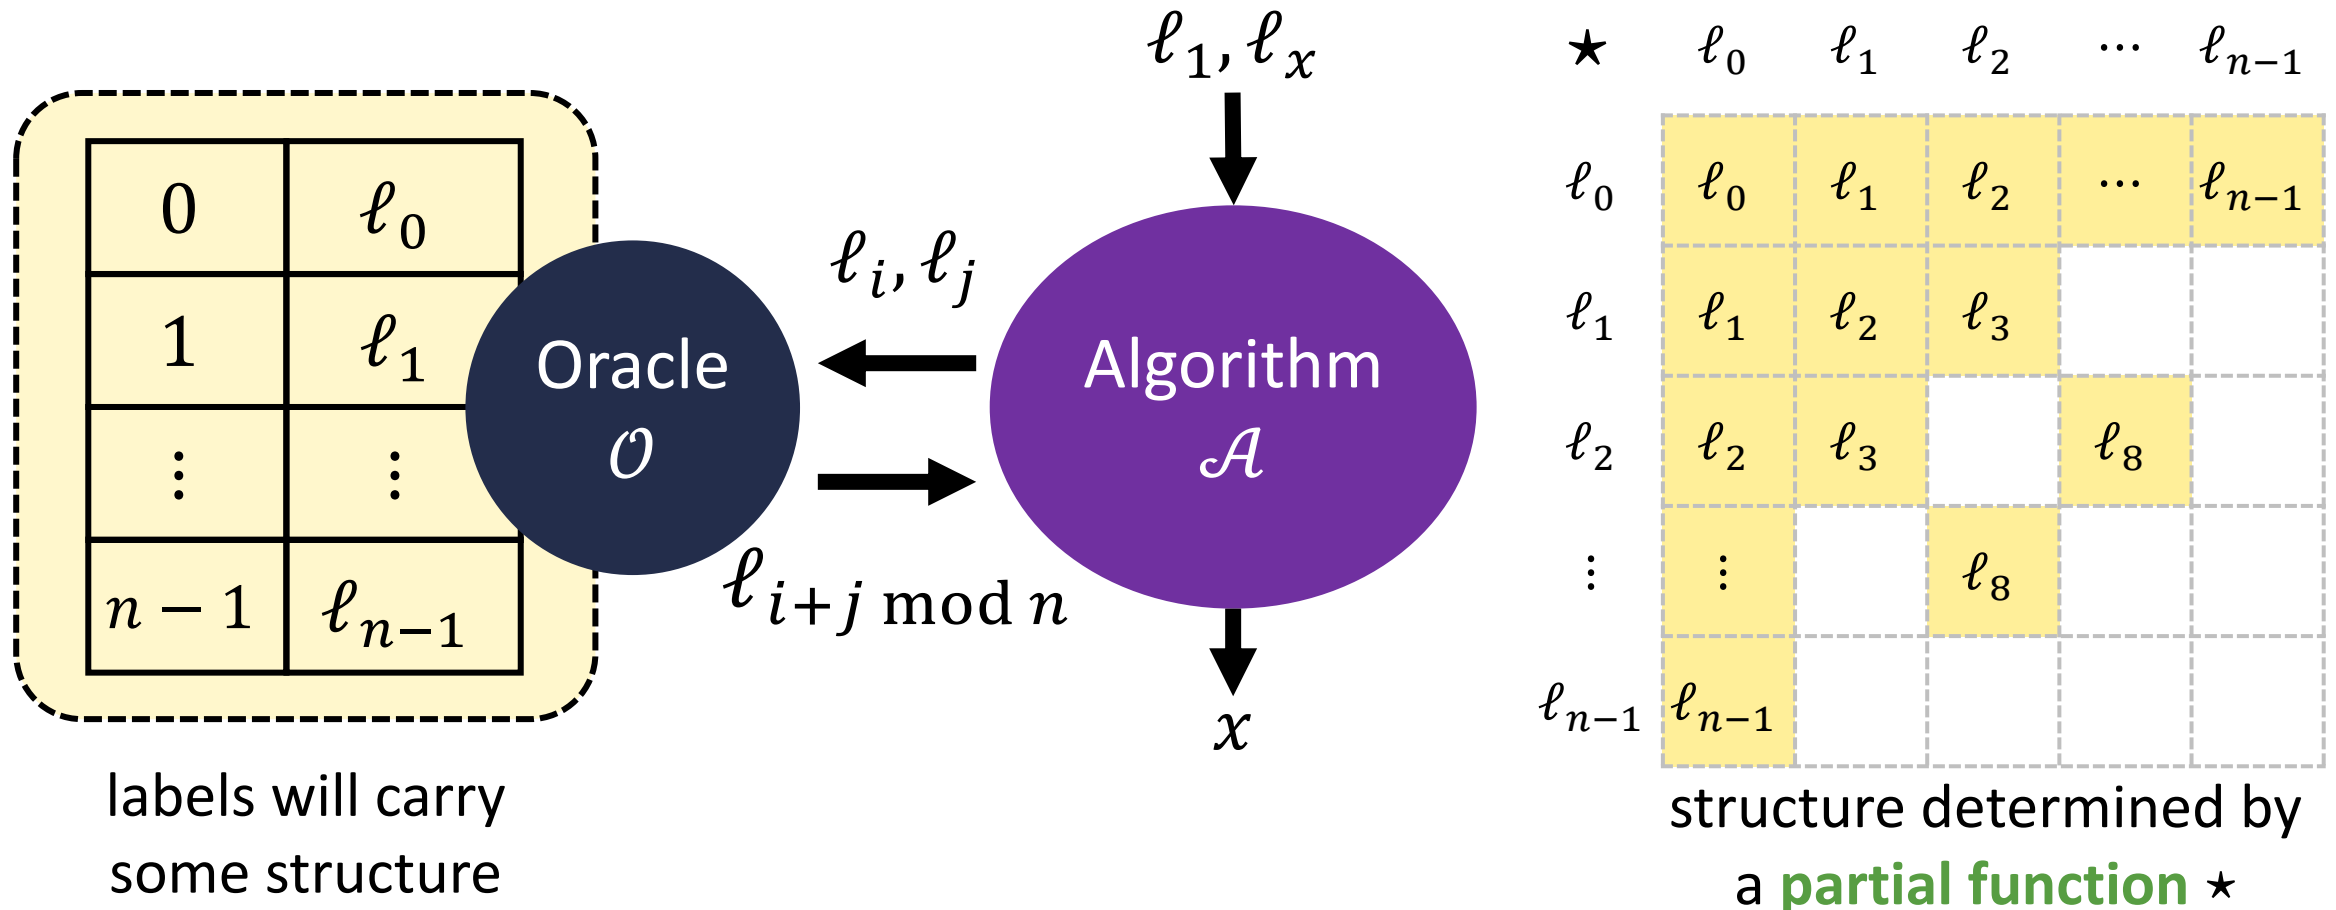 0 ℓ₀
1 ℓ₁
⋮ ⋮
n − 1 ℓₙ₋₁
labels will carry
some structure
Oracle
𝒪
ℓᵢ, ℓⱼ
ℓ_{i+j mod n}
ℓ₁, ℓₓ
Algorithm
𝒜
x
★ ℓ₀ ℓ₁ ℓ₂ ⋯ ℓₙ₋₁
ℓ₀ ℓ₀ ℓ₁ ℓ₂ ⋯ ℓₙ₋₁
ℓ₁ ℓ₁ ℓ₂ ℓ₃
ℓ₂ ℓ₂ ℓ₃ ℓ₈
⋮ ⋮ ℓ₈
ℓₙ₋₁ ℓₙ₋₁
structure determined by
a partial function ★